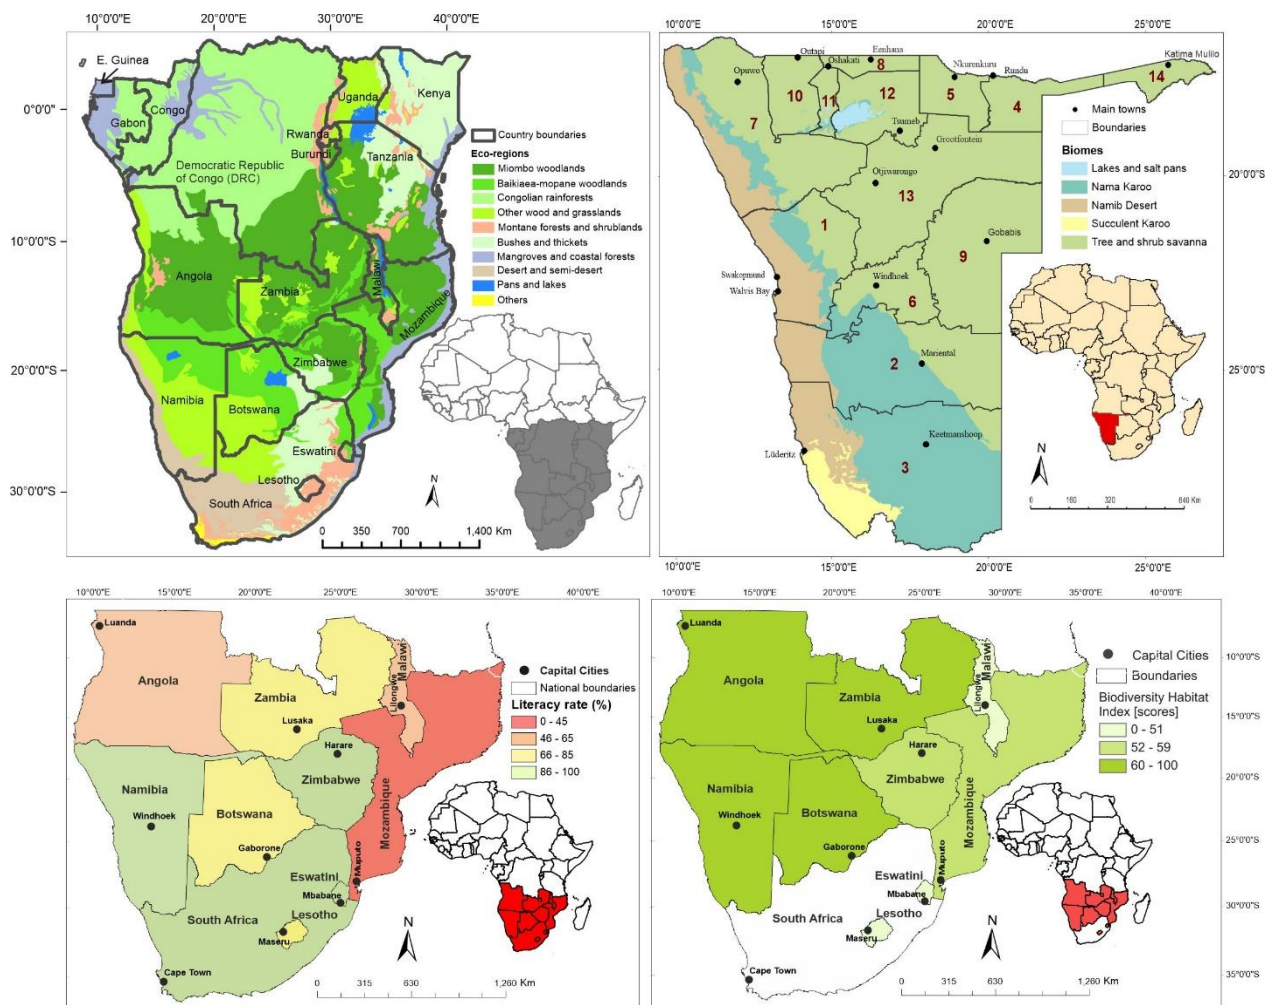 10°0'0"E 20°0'0"E 30°0'0"E 40°0'0"E
E. Guinea
Uganda
Kenya
Congo
Gabon
0°0'0"
Rwanda
Burundi
Tanzania
Democratic Republic
of Congo (DRC)
Country boundaries
Eco-regions
Miombo woodlands
Baikiaea-mopane woodlands
Congolian rainforests
Other wood and grasslands
Montane forests and shrublands
Bushes and thickets
Mangroves and coastal forests
Desert and semi-desert
Pans and lakes
Others
10°0'0"S
Angola
Zambia
Malawi
Mozambique
Zimbabwe
20°0'0"S
Namibia
Botswana
Eswatini
Lesotho
30°0'0"S
South Africa
N
0 350 700 1,400 Km
10°0'0"E 15°0'0"E 20°0'0"E 25°0'0"E
Outapi
Oshakati
Eenhana
Nkurenkuru
Rundu
Katima Mulilo
Opuwo
8
14
10
11
12
5
4
7
Tsumeb
Grootfontein
Main towns
Boundaries
Biomes
Lakes and salt pans
Nama Karoo
Namib Desert
Succulent Karoo
Tree and shrub savanna
20°0'0"S
Otjiwarongo
13
1
Gobabis
9
Swakopmund
Walvis Bay
Windhoek
6
2
Mariental
25°0'0"S
Keetmanshoop
3
Lüderitz
N
0 160 320 640 Km
10°0'0"E 15°0'0"E 20°0'0"E 25°0'0"E
10°0'0"E 15°0'0"E 20°0'0"E 25°0'0"E 30°0'0"E 35°0'0"E 40°0'0"E
Luanda
Angola
Zambia
Lusaka
Malawi
Lilongwe
Capital Cities
National boundaries
Literacy rate (%)
0 - 45
46 - 65
66 - 85
86 - 100
Harare
Zimbabwe
Mozambique
Namibia
Windhoek
Botswana
Gaborone
Muputo
Eswatini
Mbabane
South Africa
Lesotho
Maseru
Cape Town
N
0 315 630 1,260 Km
10°0'0"E 15°0'0"E 20°0'0"E 25°0'0"E 30°0'0"E 35°0'0"E 40°0'0"E
Luanda
Angola
Zambia
Lusaka
Malawi
Lilongwe
Capital Cities
Boundaries
Biodiversity Habitat
Index [scores]
0 - 51
52 - 59
60 - 100
10°0'0"S
15°0'0"S
20°0'0"S
25°0'0"S
30°0'0"S
35°0'0"S
Harare
Zimbabwe
Mozambique
Namibia
Windhoek
Botswana
Gaborone
Muputo
Eswatini
Mbabane
South Africa
Lesotho
Maseru
Cape Town
N
0 315 630 1,260 Km